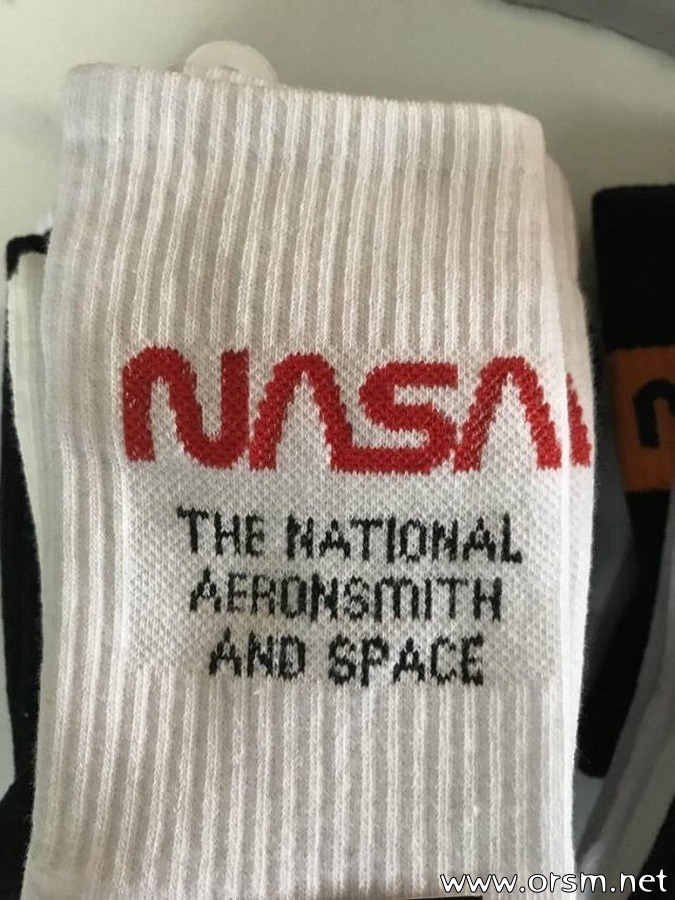 NASA
THE NATIONAL
AERONSMITH
AND SPACE
www.orsm.net